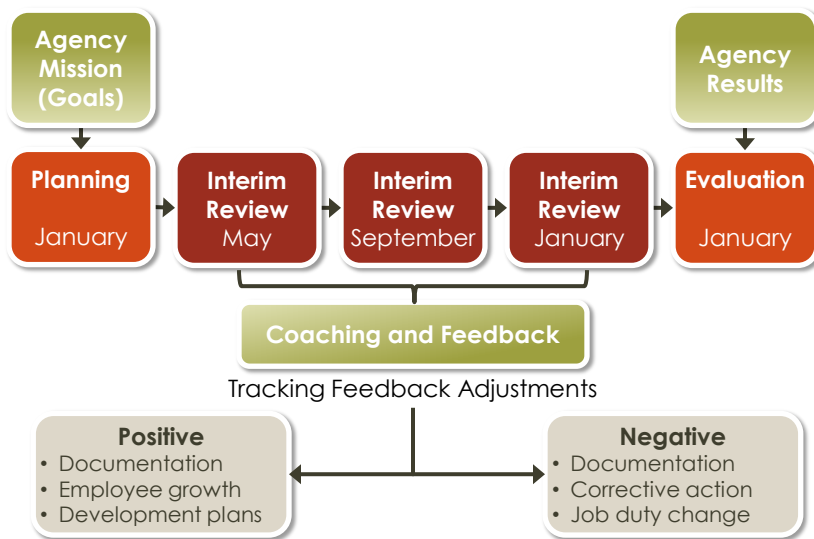 Agency
Mission
(Goals)
Agency
Results
Planning
January
Interim
Review
May
Interim
Review
September
Interim
Review
January
Evaluation
January
Coaching and Feedback
Tracking Feedback Adjustments
Positive
• Documentation
• Employee growth
• Development plans
Negative
• Documentation
• Corrective action
• Job duty change